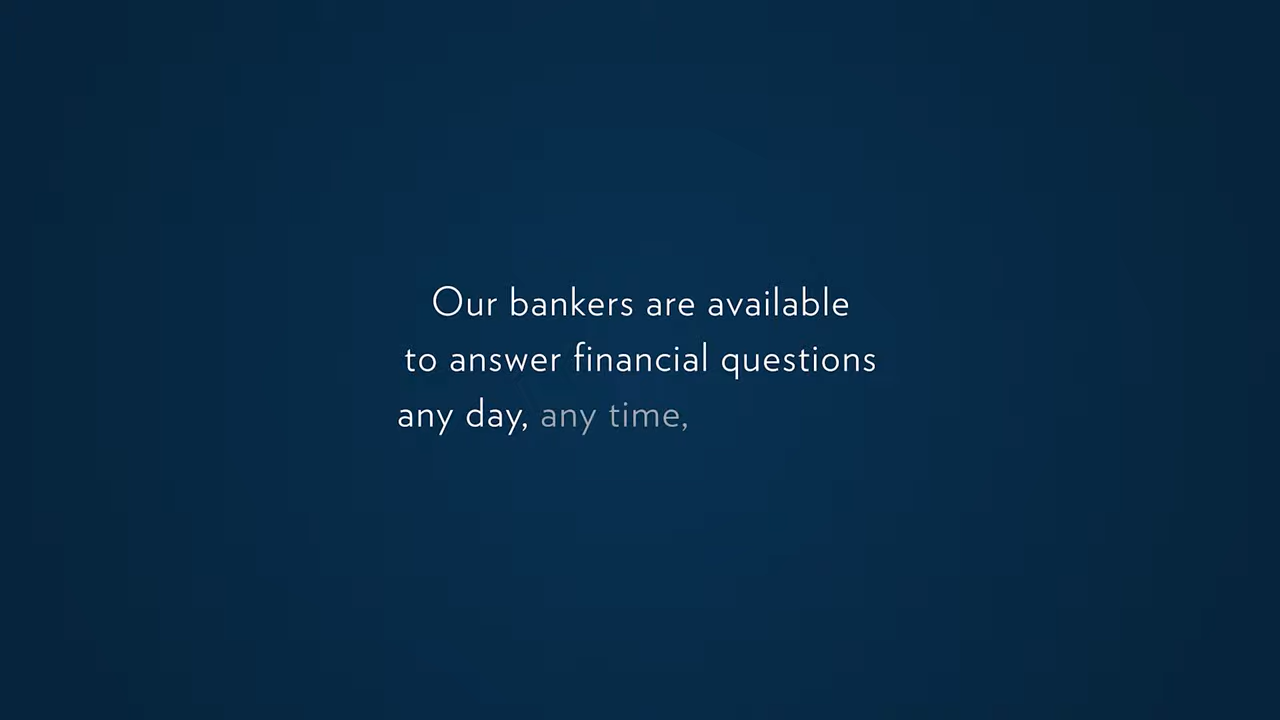 Our bankers are available
to answer financial questions
any day, any time,